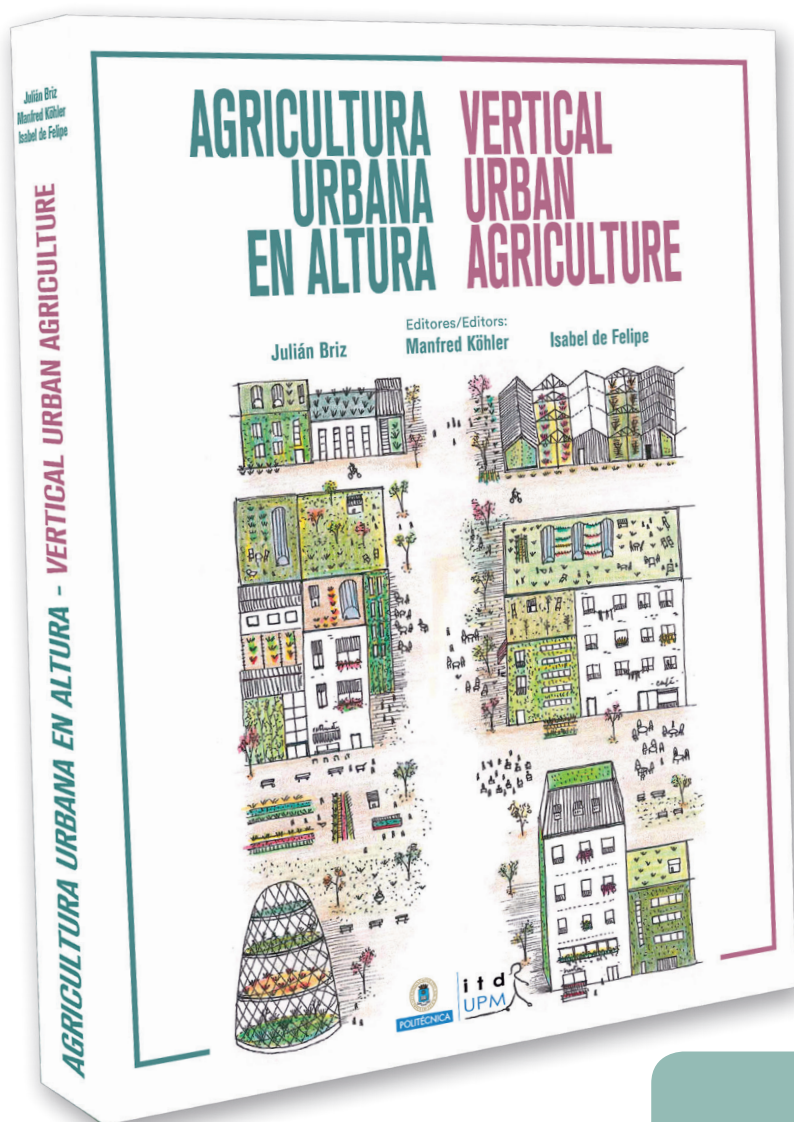 Julián Briz
Manfred Köhler
Isabel de Felipe
AGRICULTURA URBANA EN ALTURA - VERTICAL URBAN AGRICULTURE
AGRICULTURA
URBANA
EN ALTURA
VERTICAL
URBAN
AGRICULTURE
Editores/Editors:
Julián Briz
Manfred Köhler
Isabel de Felipe
café
POLITÉCNICA
itd
UPM